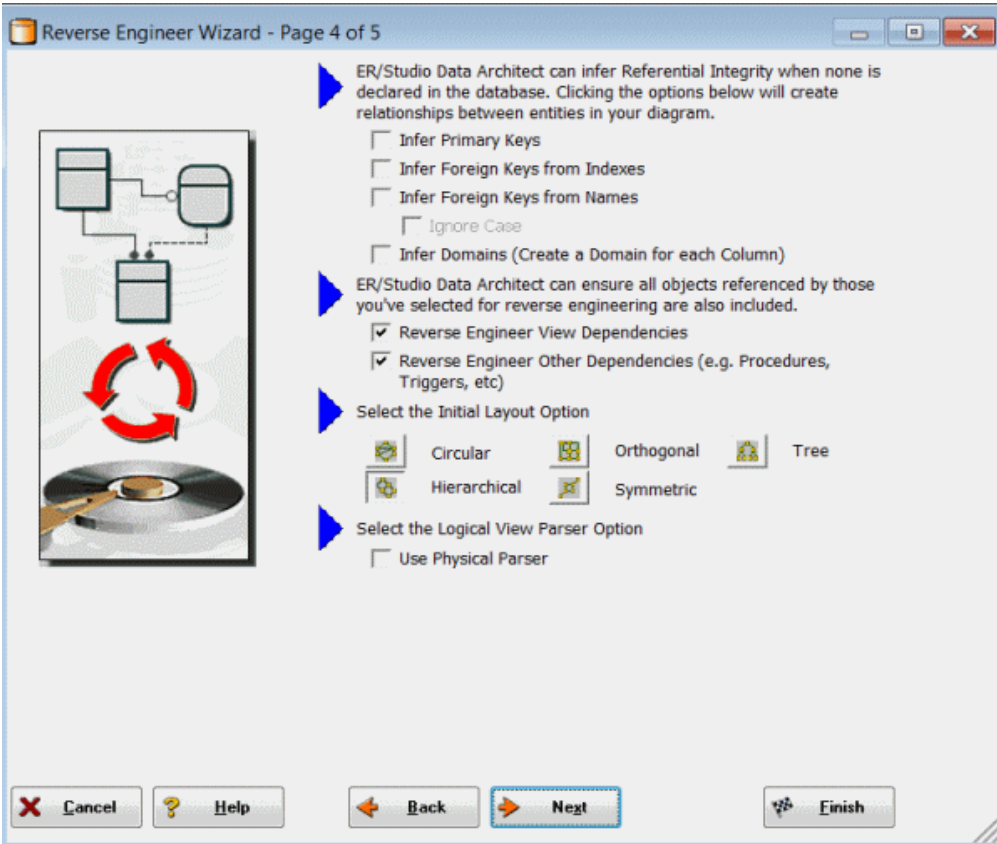 Reverse Engineer Wizard - Page 4 of 5
ER/Studio Data Architect can infer Referential Integrity when none is
declared in the database. Clicking the options below will create
relationships between entities in your diagram.
Infer Primary Keys
Infer Foreign Keys from Indexes
Infer Foreign Keys from Names
Ignore Case
Infer Domains (Create a Domain for each Column)
ER/Studio Data Architect can ensure all objects referenced by those
you've selected for reverse engineering are also included.
Reverse Engineer View Dependencies
Reverse Engineer Other Dependencies (e.g. Procedures,
Triggers, etc)
Select the Initial Layout Option
Circular Orthogonal Tree
Hierarchical Symmetric
Select the Logical View Parser Option
Use Physical Parser
Cancel Help Back Next Finish